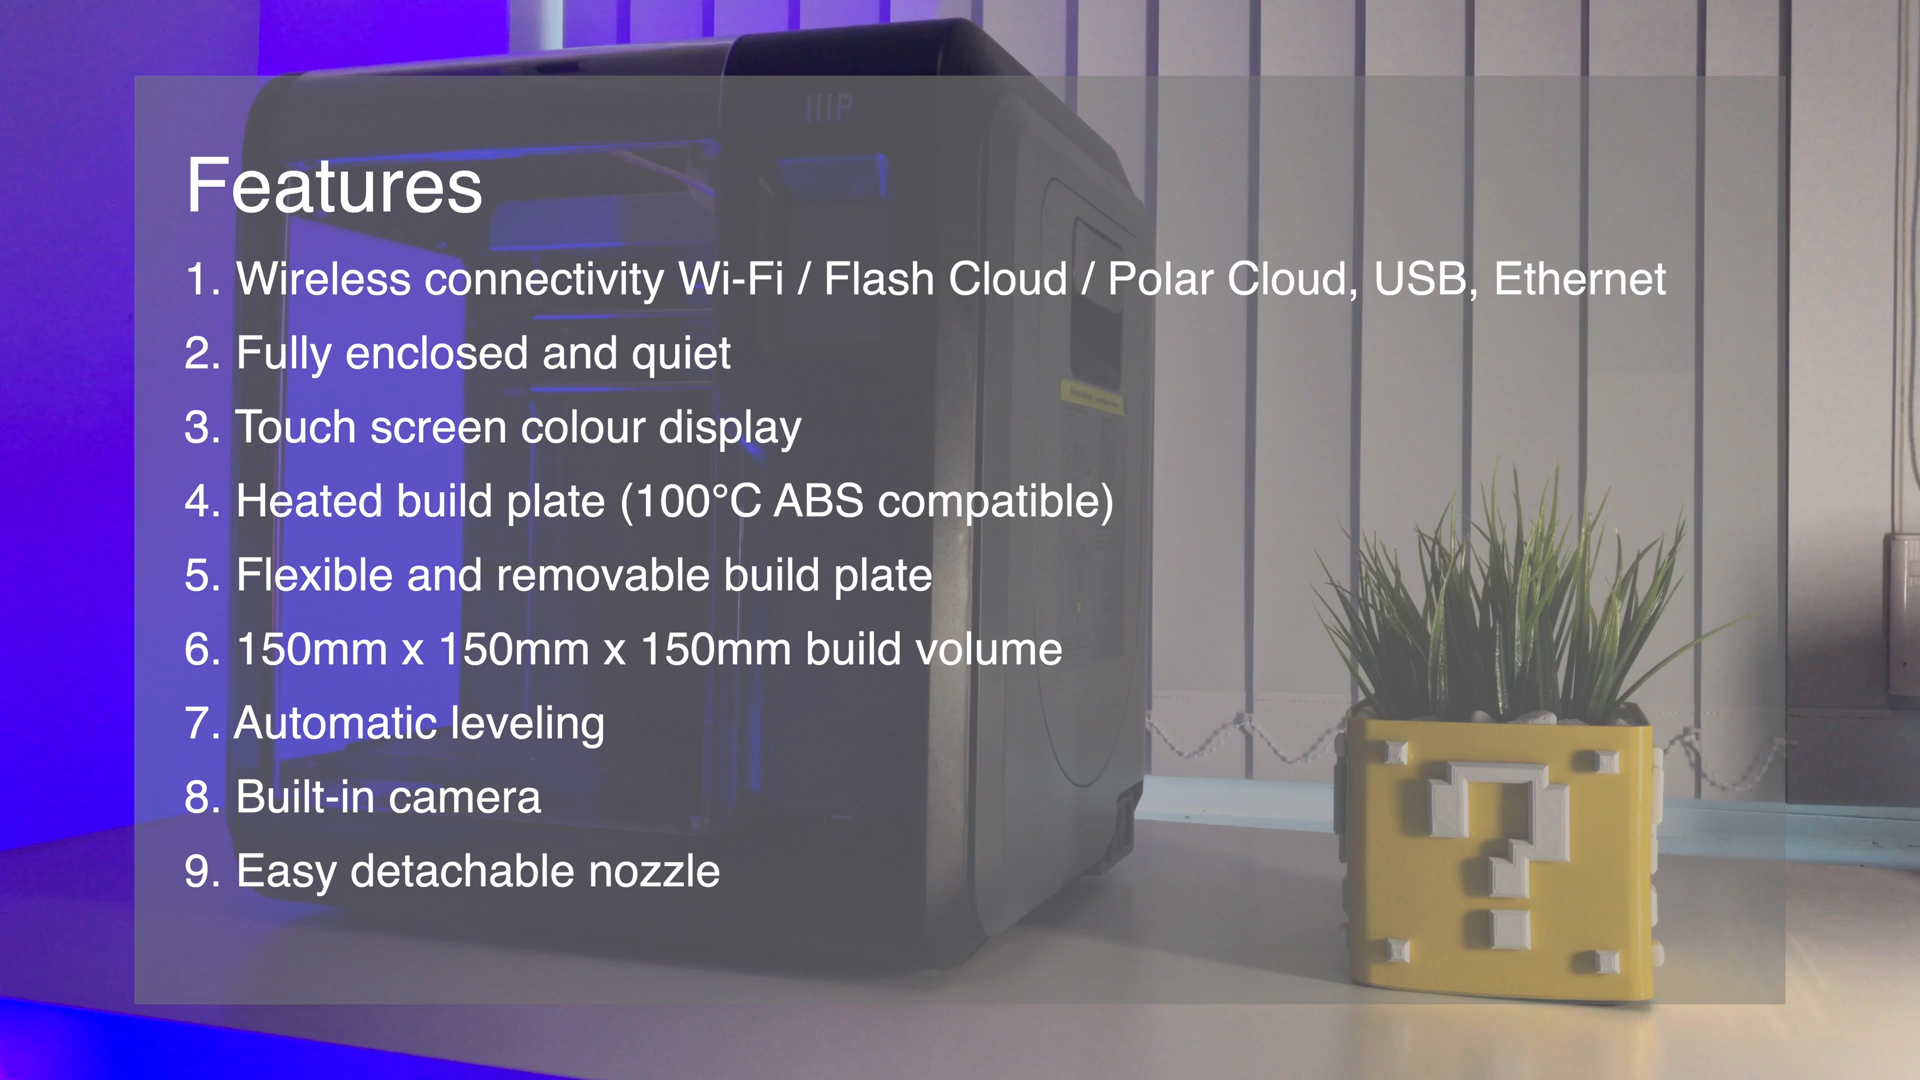 IIIP
Features
1. Wireless connectivity Wi-Fi / Flash Cloud / Polar Cloud, USB, Ethernet
2. Fully enclosed and quiet
3. Touch screen colour display
4. Heated build plate (100°C ABS compatible)
5. Flexible and removable build plate
6. 150mm x 150mm x 150mm build volume
7. Automatic leveling
8. Built-in camera
9. Easy detachable nozzle
?